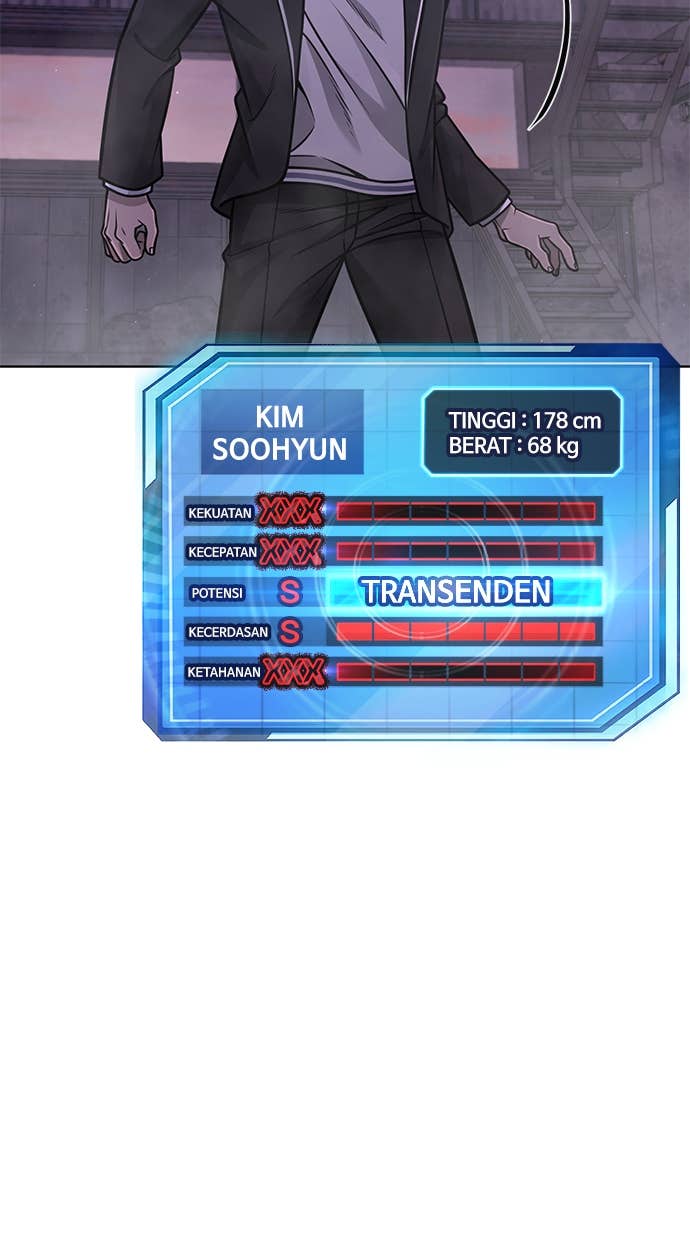 KIM
SOOHYUN
TINGGI : 178 cm
BERAT : 68 kg
KEKUATAN XXX
KECEPATAN XXX
POTENSI S TRANSENDEN
KECERDASAN S
KETAHANAN XXX